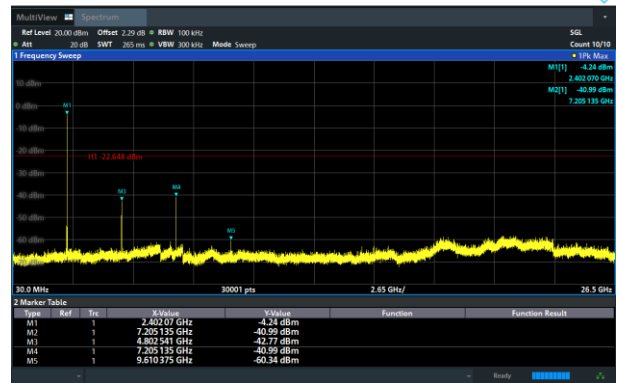 MultiView Spectrum
Ref Level 20.00 dBm Offset 2.29 dB RBW 100 kHz SGL
Att 20 dB SWT 265 ms VBW 300 kHz Mode Sweep Count 10/10
1 Frequency Sweep 1Pk Max
M1[1] -4.24 dBm
2.402 070 GHz
10 dBm
M2[1] -40.99 dBm
7.205 135 GHz
0 dBm
M1
-10 dBm
-20 dBm
H1 -22.648 dBm
-30 dBm
M3 M4
-40 dBm
-50 dBm
M5
-60 dBm
30.0 MHz 30001 pts 2.65 GHz/ 26.5 GHz
2 Marker Table
Type Ref Trc X-Value Y-Value Function Function Result
M1 1 2.402 07 GHz -4.24 dBm
M2 1 7.205 135 GHz -40.99 dBm
M3 1 4.802 541 GHz -42.77 dBm
M4 1 7.205 135 GHz -40.99 dBm
M5 1 9.610 375 GHz -60.34 dBm
Ready